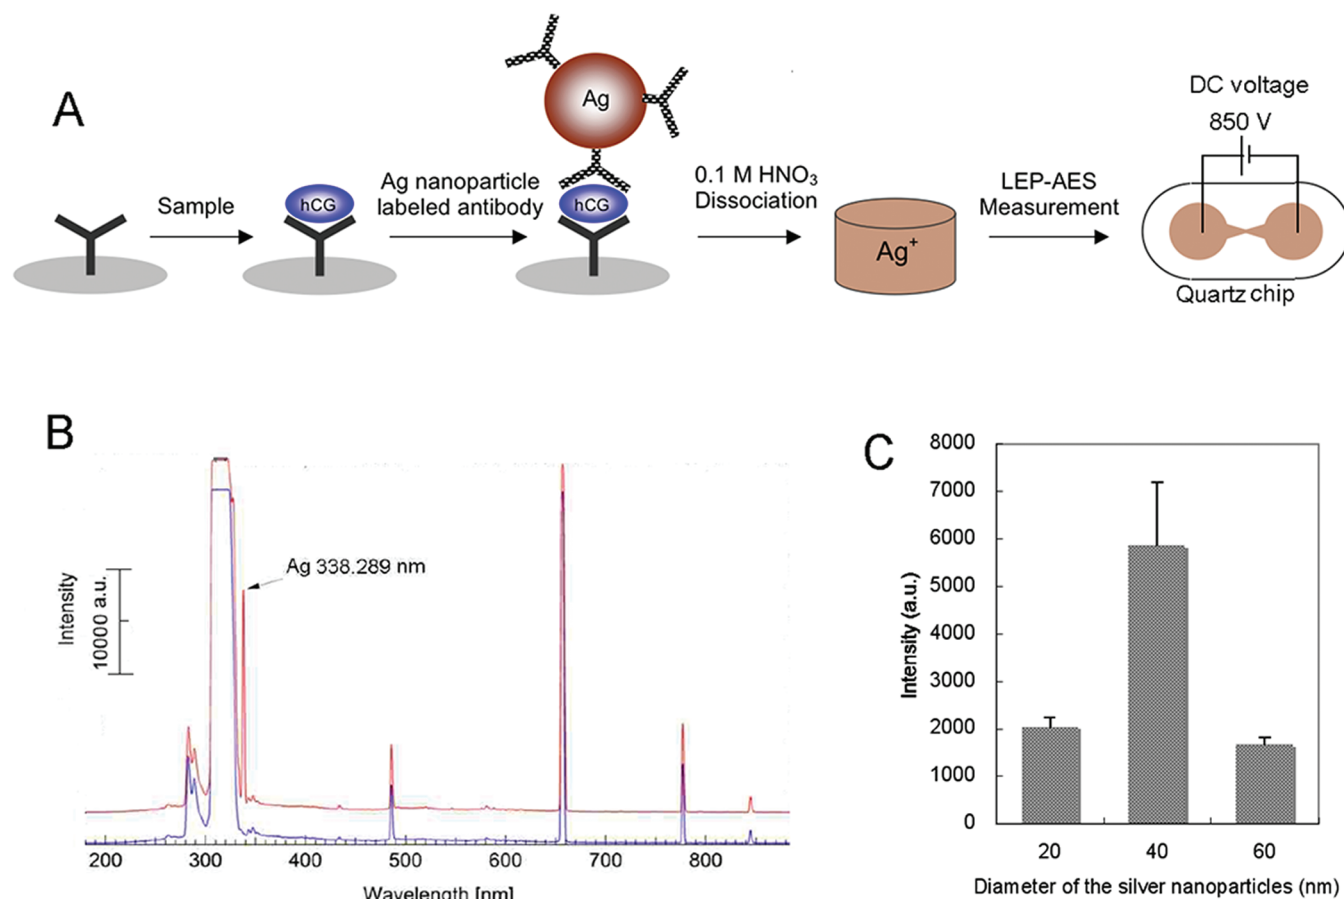 A
Sample
hCG
Ag nanoparticle
labeled antibody
Ag
hCG
0.1 M HNO₃
Dissociation
Ag⁺
LEP-AES
Measurement
DC voltage
850 V
Quartz chip
B
Intensity
10000 a.u.
Ag 338.289 nm
200 300 400 500 600 700 800
Wavelength [nm]
C
Intensity (a.u.)
8000
7000
6000
5000
4000
3000
2000
1000
0
20 40 60
Diameter of the silver nanoparticles (nm)